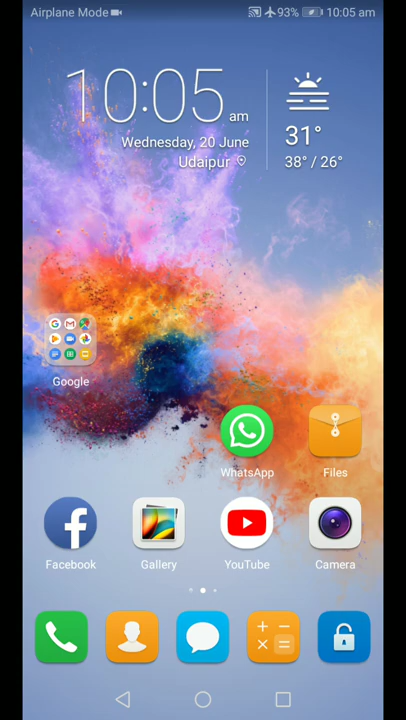 Airplane Mode
93%
10:05 am
10:05 am
Wednesday, 20 June
Udaipur
31°
38° / 26°
Google
WhatsApp
Files
Facebook
Gallery
YouTube
Camera